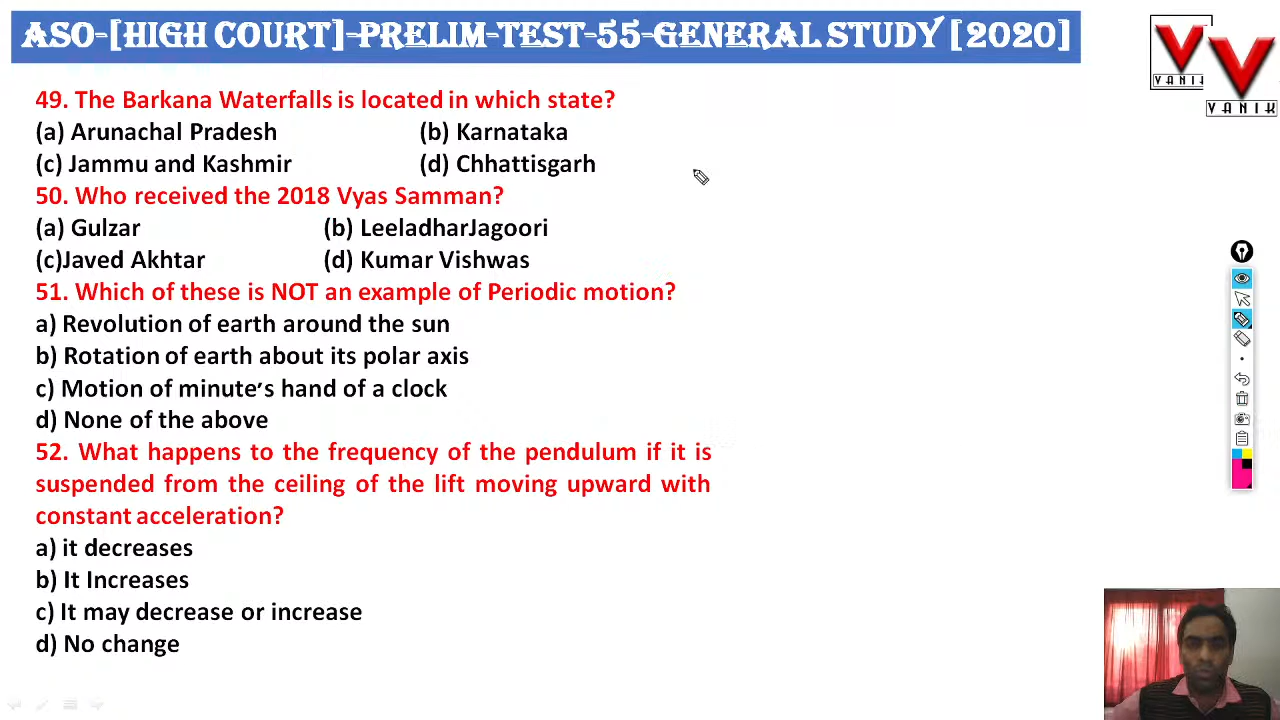 ASO-[HIGH COURT]-PRELIM-TEST-55-GENERAL STUDY [2020]
VANIK
VANIK
49. The Barkana Waterfalls is located in which state?
(a) Arunachal Pradesh (b) Karnataka
(c) Jammu and Kashmir (d) Chhattisgarh
50. Who received the 2018 Vyas Samman?
(a) Gulzar (b) LeeladharJagoori
(c)Javed Akhtar (d) Kumar Vishwas
51. Which of these is NOT an example of Periodic motion?
a) Revolution of earth around the sun
b) Rotation of earth about its polar axis
c) Motion of minute's hand of a clock
d) None of the above
52. What happens to the frequency of the pendulum if it is
suspended from the ceiling of the lift moving upward with
constant acceleration?
a) it decreases
b) It Increases
c) It may decrease or increase
d) No change